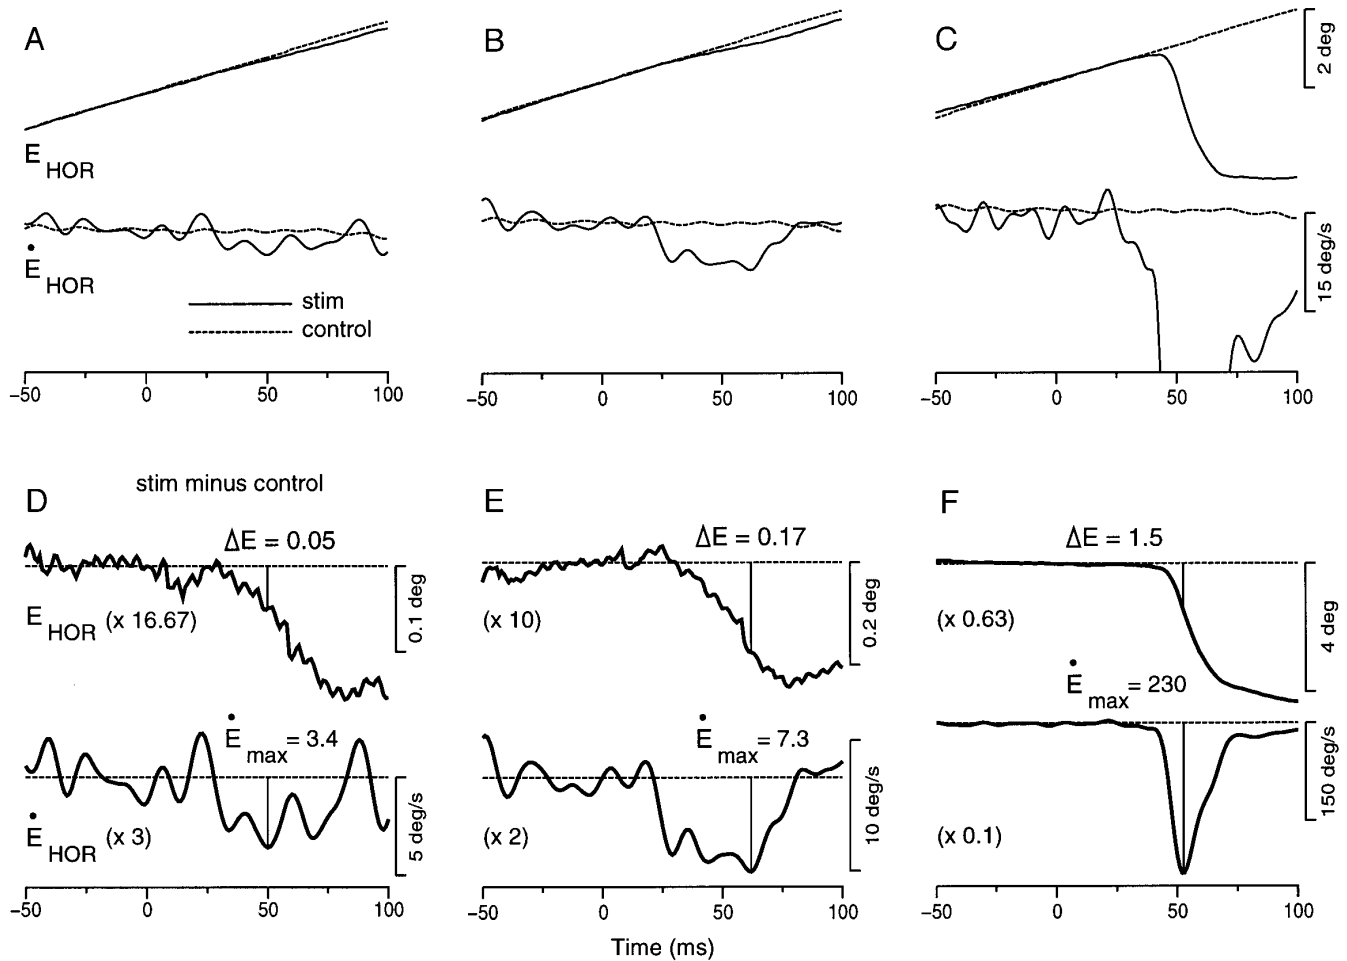 A
B
C
2 deg
E HOR
Ė HOR
15 deg/s
stim
control
−50 0 50 100
−50 0 50 100
−50 0 50 100
stim minus control
D
E
F
ΔE = 0.05
ΔE = 0.17
ΔE = 1.5
E HOR (x 16.67)
0.1 deg
(x 10)
0.2 deg
(x 0.63)
4 deg
Ė max = 3.4
Ė max = 7.3
Ė max = 230
Ė HOR (x 3)
5 deg/s
(x 2)
10 deg/s
(x 0.1)
150 deg/s
−50 0 50 100
−50 0 50 100
−50 0 50 100
Time (ms)